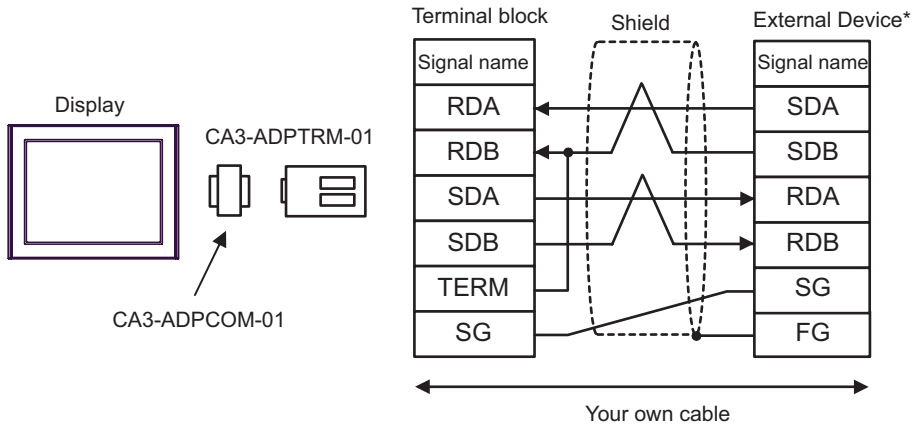 Terminal block
Shield
External Device*
Signal name
Signal name
Display
CA3-ADPTRM-01
CA3-ADPCOM-01
RDA
SDA
RDB
SDB
SDA
RDA
SDB
RDB
TERM
SG
SG
FG
Your own cable